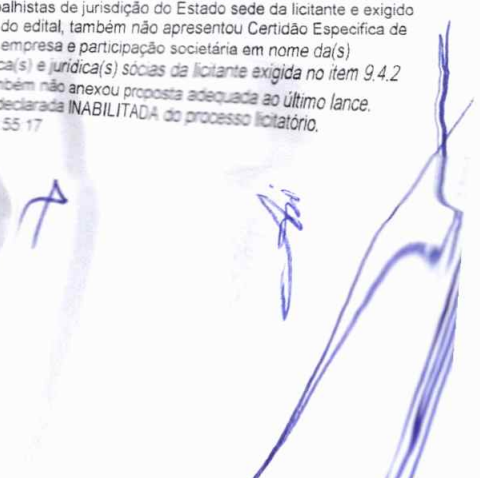 alhistas de jurisdição do Estado sede da licitante e exigido
do edital, também não apresentou Certidão Especifica de
empresa e participação societária em nome da(s)
ca(s) e jurídica(s) sócias da licitante exigida no item 9.4.2
mbém não anexou proposta adequada ao último lance.
declarada INABILITADA do processo licitatório.
55:17